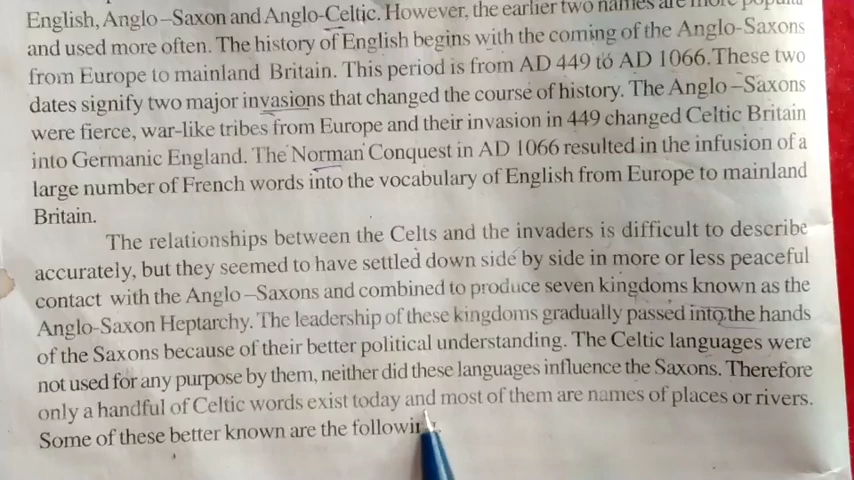 English, Anglo–Saxon and Anglo-Celtic. However, the earlier two names are more popular
and used more often. The history of English begins with the coming of the Anglo-Saxons
from Europe to mainland Britain. This period is from AD 449 to AD 1066.These two
dates signify two major invasions that changed the course of history. The Anglo –Saxons
were fierce, war-like tribes from Europe and their invasion in 449 changed Celtic Britain
into Germanic England. The Norman Conquest in AD 1066 resulted in the infusion of a
large number of French words into the vocabulary of English from Europe to mainland
Britain.
The relationships between the Celts and the invaders is difficult to describe
accurately, but they seemed to have settled down side by side in more or less peaceful
contact with the Anglo –Saxons and combined to produce seven kingdoms known as the
Anglo-Saxon Heptarchy. The leadership of these kingdoms gradually passed into the hands
of the Saxons because of their better political understanding. The Celtic languages were
not used for any purpose by them, neither did these languages influence the Saxons. Therefore
only a handful of Celtic words exist today and most of them are names of places or rivers.
Some of these better known are the